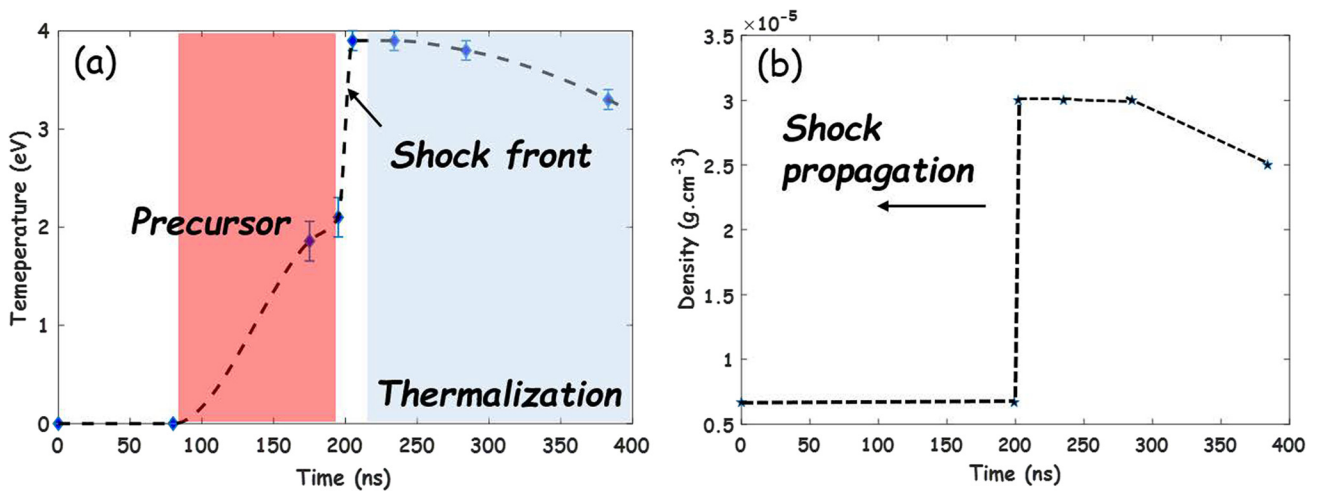 (a)
Temeperature (eV)
4
3
2
1
0
Precursor
Shock front
Thermalization
0 50 100 150 200 250 300 350 400
Time (ns)
×10⁻⁵
(b)
Density (g.cm⁻³)
3.5
3
2.5
2
1.5
1
0.5
Shock
propagation
0 50 100 150 200 250 300 350 400
Time (ns)